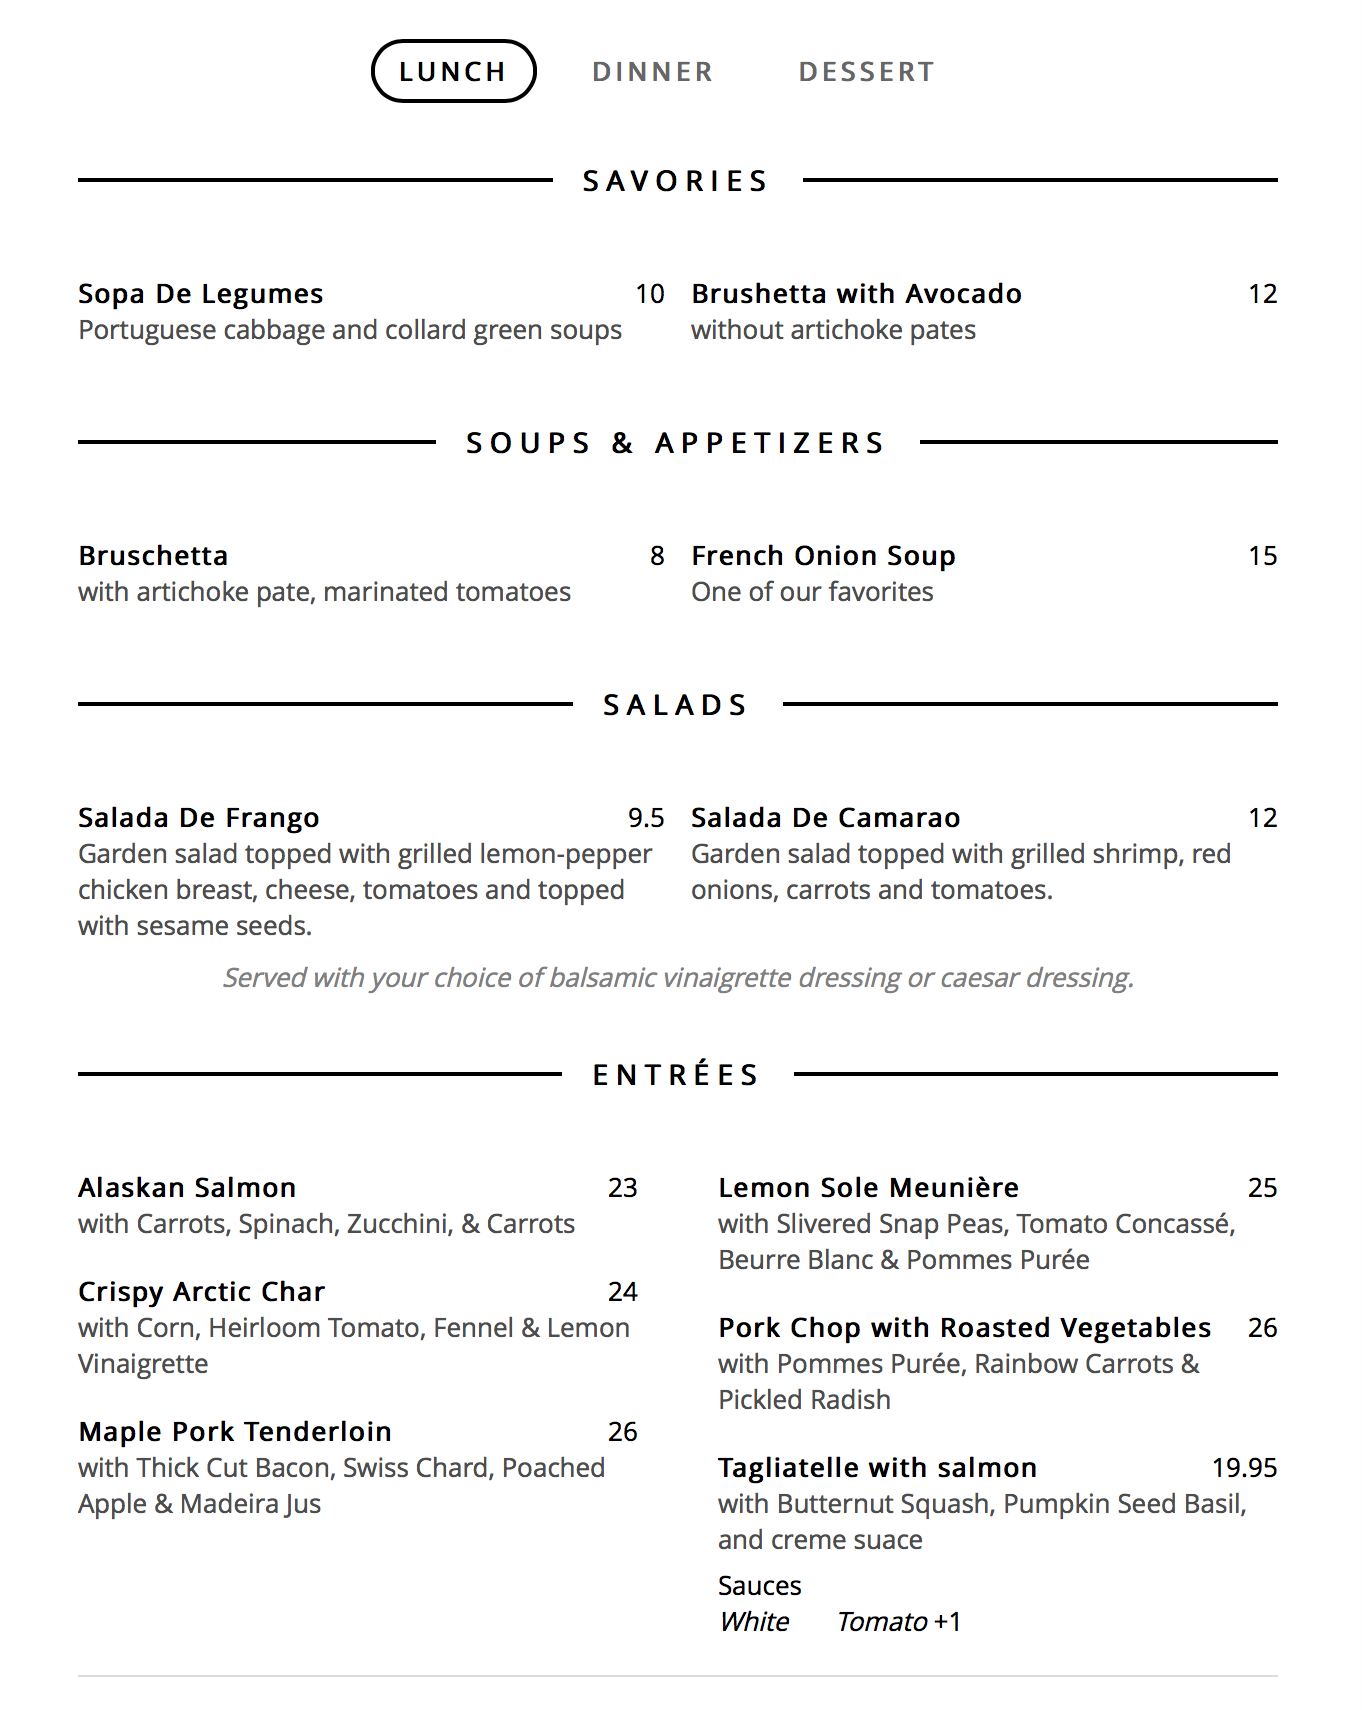 LUNCH DINNER DESSERT
SAVORIES
Sopa De Legumes 10
Portuguese cabbage and collard green soups
Brushetta with Avocado 12
without artichoke pates
SOUPS & APPETIZERS
Bruschetta 8
with artichoke pate, marinated tomatoes
French Onion Soup 15
One of our favorites
SALADS
Salada De Frango 9.5
Garden salad topped with grilled lemon-pepper
chicken breast, cheese, tomatoes and topped
with sesame seeds.
Salada De Camarao 12
Garden salad topped with grilled shrimp, red
onions, carrots and tomatoes.
Served with your choice of balsamic vinaigrette dressing or caesar dressing.
ENTRÉES
Alaskan Salmon 23
with Carrots, Spinach, Zucchini, & Carrots
Crispy Arctic Char 24
with Corn, Heirloom Tomato, Fennel & Lemon
Vinaigrette
Maple Pork Tenderloin 26
with Thick Cut Bacon, Swiss Chard, Poached
Apple & Madeira Jus
Lemon Sole Meunière 25
with Slivered Snap Peas, Tomato Concassé,
Beurre Blanc & Pommes Purée
Pork Chop with Roasted Vegetables 26
with Pommes Purée, Rainbow Carrots &
Pickled Radish
Tagliatelle with salmon 19.95
with Butternut Squash, Pumpkin Seed Basil,
and creme suace
Sauces
White Tomato +1